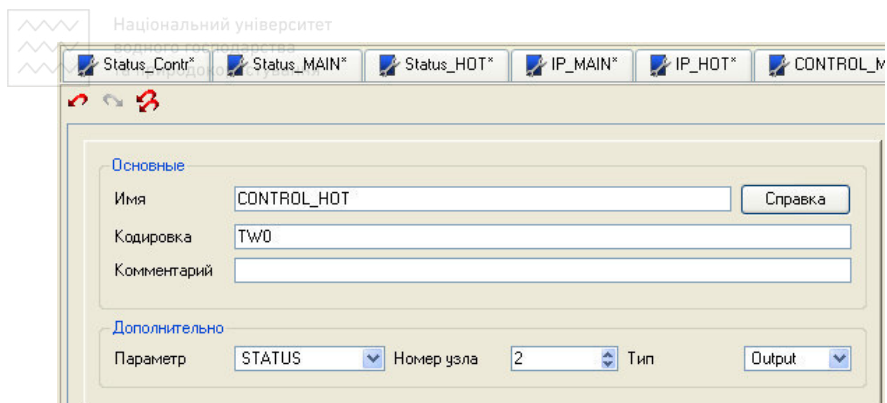 Національний університет
водного господарства
та природокористування
Status_Contr*
Status_MAIN*
Status_HOT*
IP_MAIN*
IP_HOT*
CONTROL_M
Основные
Имя
CONTROL_HOT
Справка
Кодировка
TW0
Комментарий
Дополнительно
Параметр
STATUS
Номер узла
2
Тип
Output